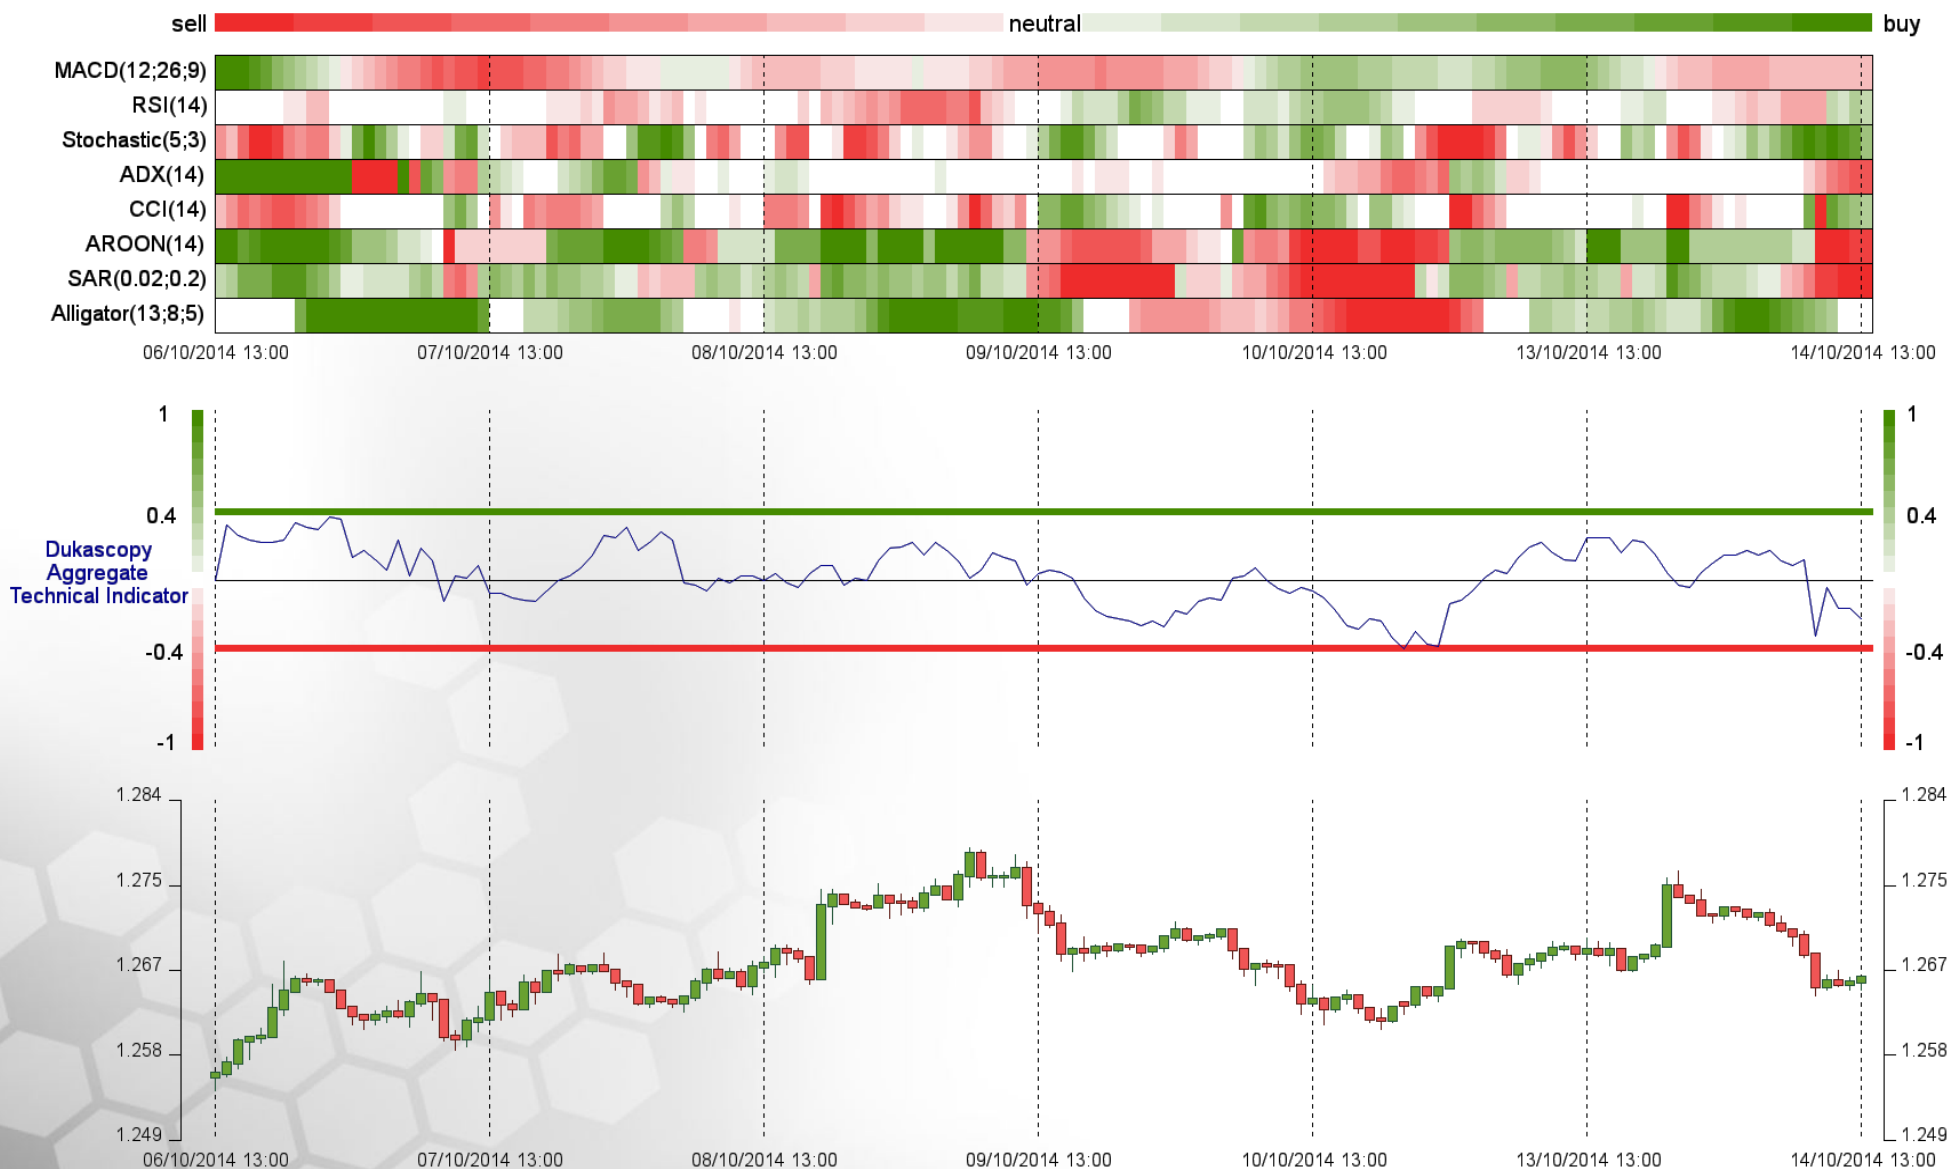 sell neutral buy
MACD(12;26;9)
RSI(14)
Stochastic(5;3)
ADX(14)
CCI(14)
AROON(14)
SAR(0.02;0.2)
Alligator(13;8;5)
06/10/2014 13:00 07/10/2014 13:00 08/10/2014 13:00 09/10/2014 13:00 10/10/2014 13:00 13/10/2014 13:00 14/10/2014 13:00
1 1
0.4 0.4
Dukascopy
Aggregate
Technical Indicator
-0.4 -0.4
-1 -1
1.284 1.284
1.275 1.275
1.267 1.267
1.258 1.258
1.249 1.249
06/10/2014 13:00 07/10/2014 13:00 08/10/2014 13:00 09/10/2014 13:00 10/10/2014 13:00 13/10/2014 13:00 14/10/2014 13:00